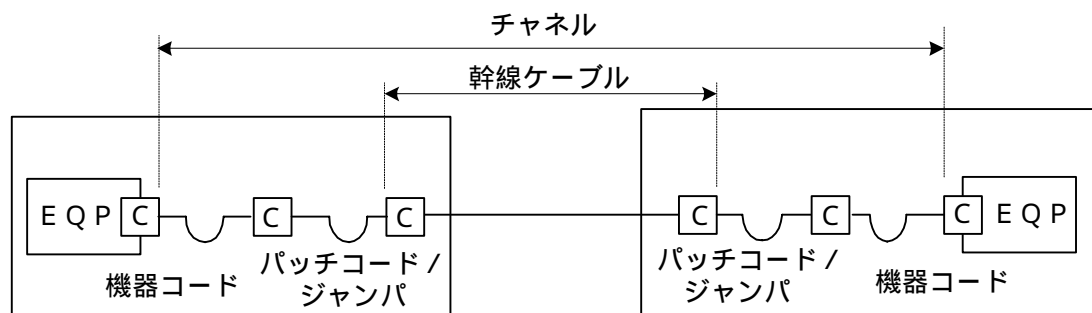 チャネル
幹線ケーブル
EQP C C C C C C EQP
機器コード
パッチコード/
ジャンパ
パッチコード/
ジャンパ
機器コード